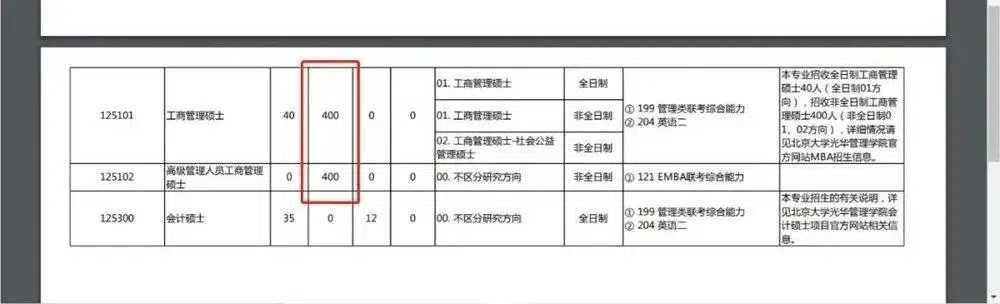 125101 工商管理硕士 40 400 0 0
01. 工商管理硕士 全日制
01. 工商管理硕士 非全日制
02. 工商管理硕士-社会公益
管理硕士 非全日制
① 199 管理类联考综合能力
② 204 英语二
本专业招收全日制工商管理
硕士40人（全日制01方
向），招收非全日制工商管
理硕士400人（非全日制0
1、02方向），详细情况请
见北京大学光华管理学院官
方网站MBA招生信息。
125102 高级管理人员工商管理
硕士 0 400 0 0 00. 不区分研究方向 非全日制 ① 121 EMBA联考综合能力
125300 会计硕士 35 0 12 0 00. 不区分研究方向 全日制
① 199 管理类联考综合能力
② 204 英语二
本专业招生的有关说明，详
见北京大学光华管理学院会
计硕士项目官方网站相关信
息。